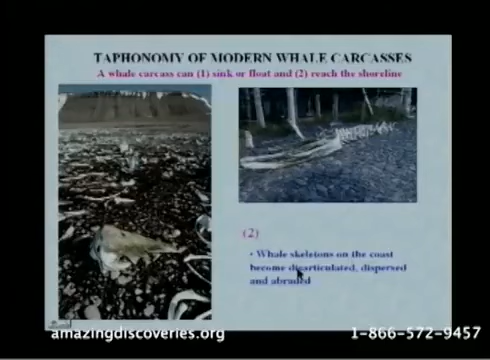 TAPHONOMY OF MODERN WHALE CARCASSES
A whale carcass can (1) sink or float and (2) reach the shoreline
(2)
• Whale skeletons on the coast
become disarticulated, dispersed
and abraded
amazingdiscoveries.org
1-866-572-9457